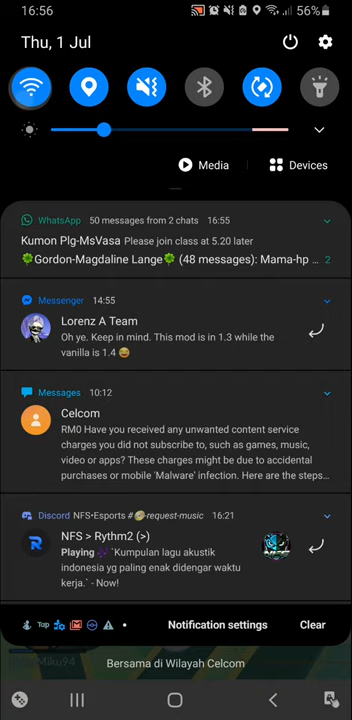 16:56 56%
Thu, 1 Jul
Media Devices
WhatsApp 50 messages from 2 chats 16:55
Kumon Plg-MsVasa Please join class at 5.20 later
🍀Gordon-Magdaline Lange🍀 (48 messages): Mama-hp ... 2
Messenger 14:55
Lorenz A Team
Oh ye. Keep in mind. This mod is in 1.3 while the
vanilla is 1.4 😂
Messages 10:12
Celcom
RM0 Have you received any unwanted content service
charges you did not subscribe to, such as games, music,
video or apps? These charges might be due to accidental
purchases or mobile 'Malware' infection. Here are the steps...
Discord NFS•Esports #-request-music • 16:21
NFS > Rythm2 (>)
Playing 🎶 `Kumpulan lagu akustik
indonesia yg paling enak didengar waktu
kerja.` - Now!
Tap
Notification settings Clear
Miku94
Bersama di Wilayah Celcom